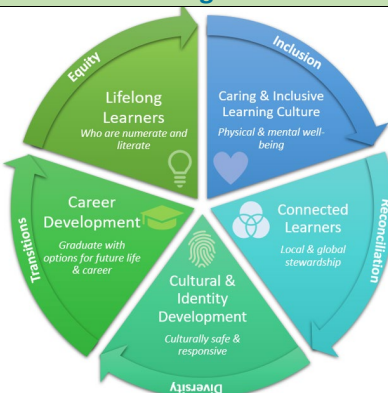 Equity
Lifelong
Learners
Who are numerate and
literate
Inclusion
Caring & Inclusive
Learning Culture
Physical & mental well-
being
Reconciliation
Connected
Learners
Local & global
stewardship
Diversity
Cultural &
Identity
Development
Culturally safe &
responsive
Transitions
Career
Development
Graduate with
options for future life
& career